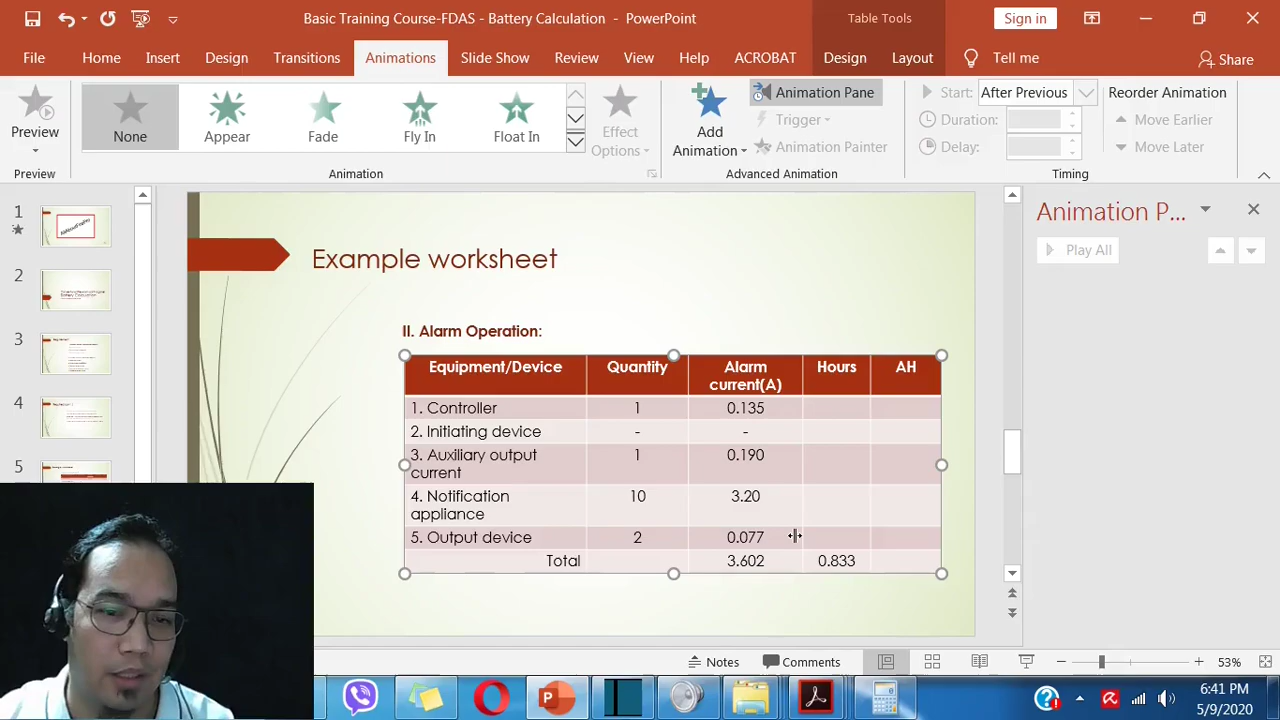 Basic Training Course-FDAS - Battery Calculation - PowerPoint
Table Tools
Sign in
File
Home
Insert
Design
Transitions
Animations
Slide Show
Review
View
Help
ACROBAT
Design
Layout
Tell me
Share
Preview
None
Appear
Fade
Fly In
Float In
Effect
Options
Add
Animation
Animation Pane
Trigger
Animation Painter
Start:
After Previous
Duration:
Delay:
Reorder Animation
Move Earlier
Move Later
Preview
Animation
Advanced Animation
Timing
1
2
3
4
5
Example worksheet
II. Alarm Operation:
Equipment/Device Quantity Alarm current(A) Hours AH
1. Controller 1 0.135
2. Initiating device - -
3. Auxiliary output 1 0.190
current
4. Notification 10 3.20
appliance
5. Output device 2 0.077
Total 3.602 0.833
Animation P...
Play All
Notes
Comments
53%
6:41 PM
5/9/2020